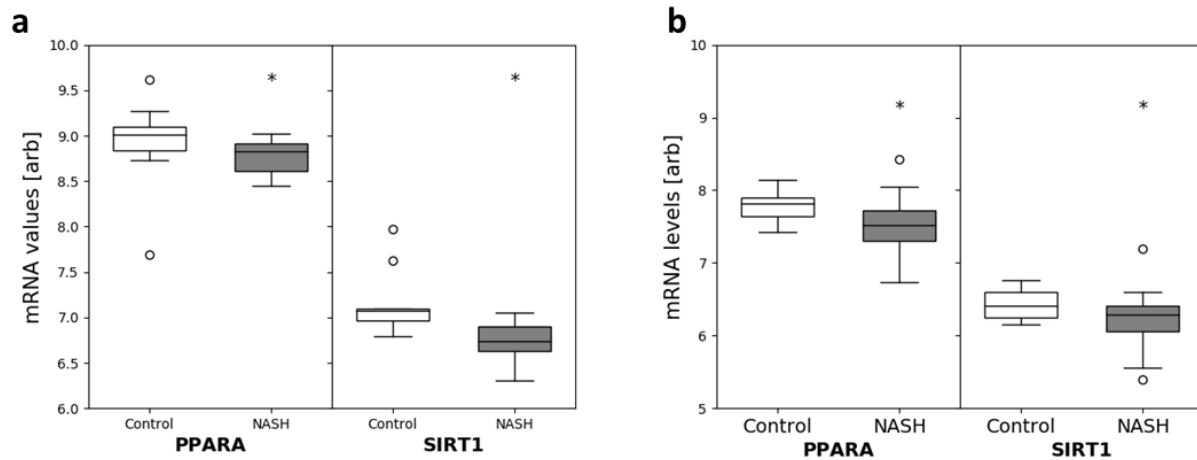 a
mRNA values [arb]
10.0
9.5
9.0
8.5
8.0
7.5
7.0
6.5
6.0
*
*
Control
NASH
Control
NASH
PPARA
SIRT1
b
mRNA levels [arb]
10
9
8
7
6
5
*
*
Control
NASH
Control
NASH
PPARA
SIRT1